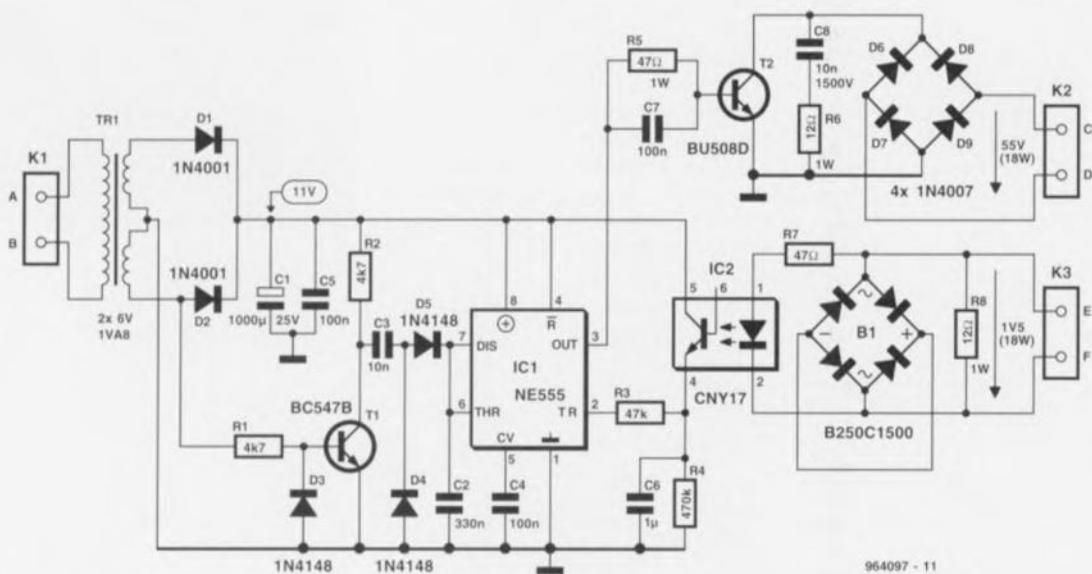 R5
47Ω
1W
C7
100n
T2
BU508D
C8
10n
1500V
R6
12Ω
1W
D6
D8
D7
D9
4x 1N4007
55V
(18W)
K2
C
D
K1
A
B
TR1
2x 6V
1VA8
D1
1N4001
1N4001
D2
11V
C1
1000µ
25V
C5
100n
R2
4k7
C3
10n
D5
1N4148
BC547B
T1
R1
4k7
D3
1N4148
D4
1N4148
8
4
⊕
R̅
7
DIS
OUT
3
IC1
NE555
6
THR
TR
2
CV
5
1
C2
330n
C4
100n
R3
47k
C6
1µ
R4
470k
IC2
5
6
1
4
2
CNY17
R7
47Ω
B1
~
−
+
~
B250C1500
R8
12Ω
1W
1V5
(18W)
K3
E
F
964097 - 11